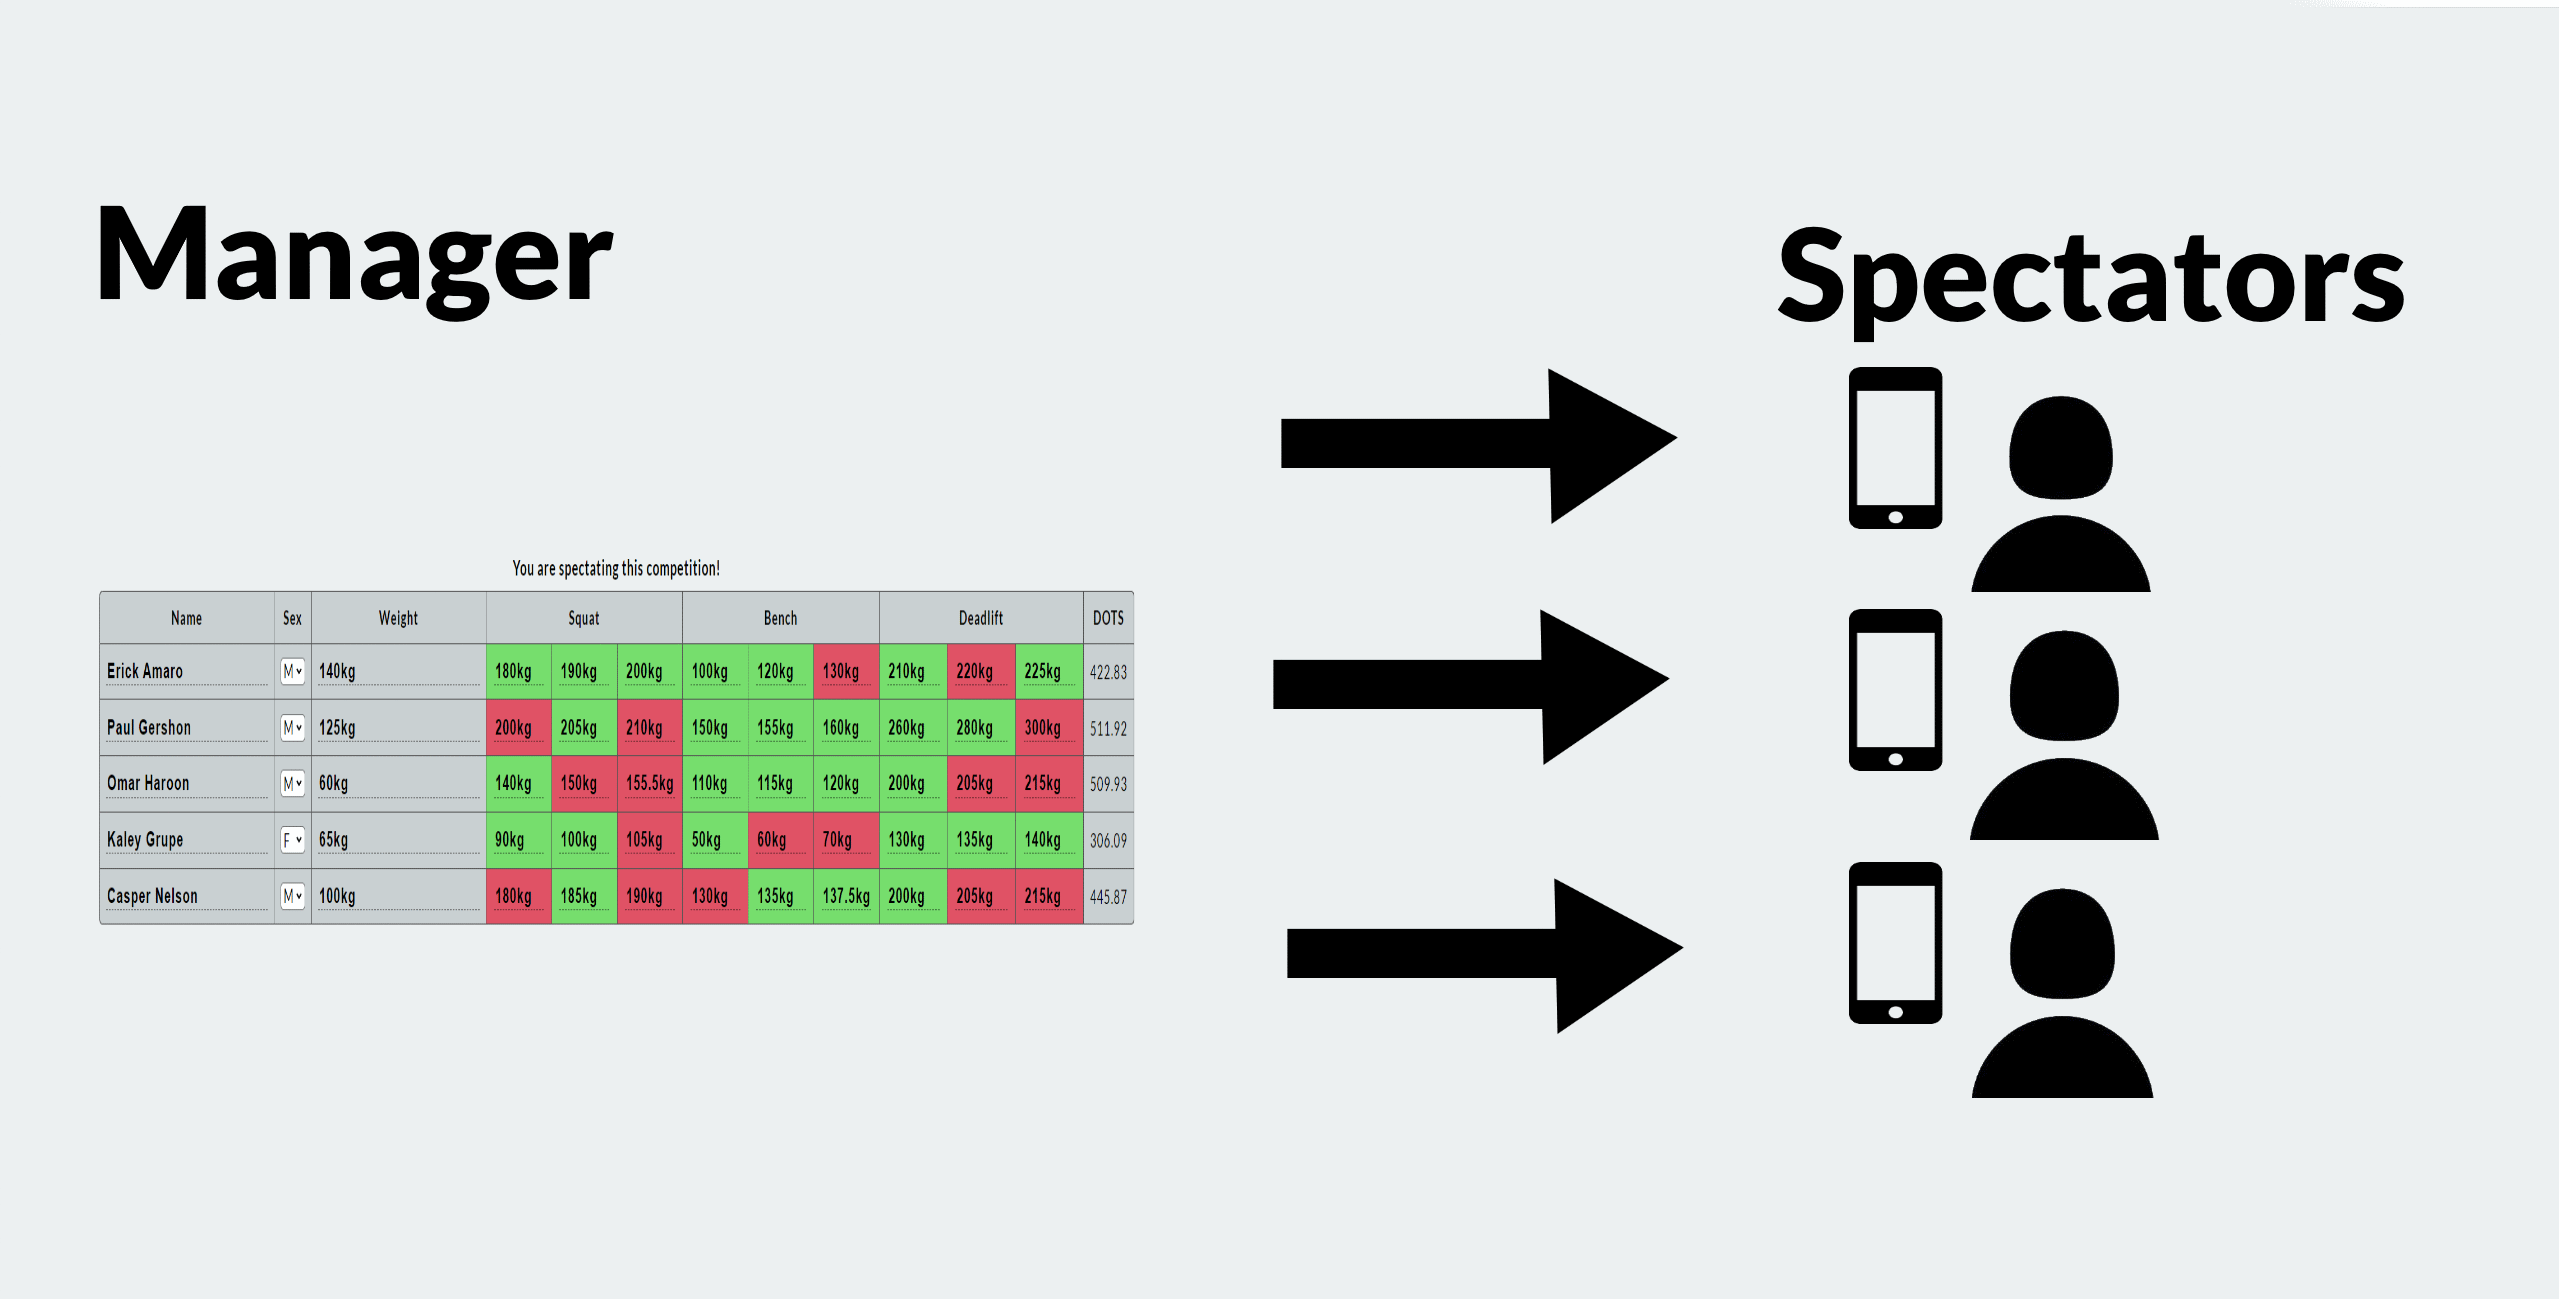 Manager
Spectators
You are spectating this competition!
Name Sex Weight Squat Bench Deadlift DOTS
Erick Amaro M 140kg 180kg 190kg 200kg 100kg 120kg 130kg 210kg 220kg 225kg 422.83
Paul Gershon M 125kg 200kg 205kg 210kg 150kg 155kg 160kg 260kg 280kg 300kg 511.92
Omar Haroon M 60kg 140kg 150kg 155.5kg 110kg 115kg 120kg 200kg 205kg 215kg 509.93
Kaley Grupe F 65kg 90kg 100kg 105kg 50kg 60kg 70kg 130kg 135kg 140kg 306.09
Casper Nelson M 100kg 180kg 185kg 190kg 130kg 135kg 137.5kg 200kg 205kg 215kg 445.87